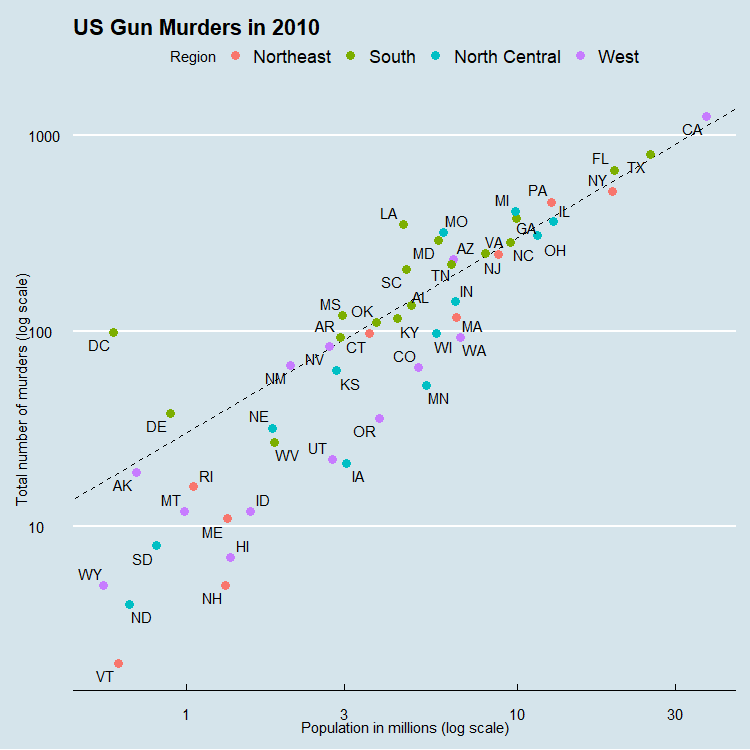 US Gun Murders in 2010
Region Northeast South North Central West
CA
1000
FL
TX
NY
PA
IL
MI
LA
MO
GA
VA
AZ
MD
NC
OH
NJ
TN
SC
IN
AL
MS
OK
AR
MA
KY
100
DC
CT
WI
WA
CO
NV
NM
KS
MN
NE
DE
OR
WV
UT
IA
RI
AK
MT
ID
10
ME
HI
SD
WY
NH
ND
VT
Total number of murders (log scale)
1 3 10 30
Population in millions (log scale)